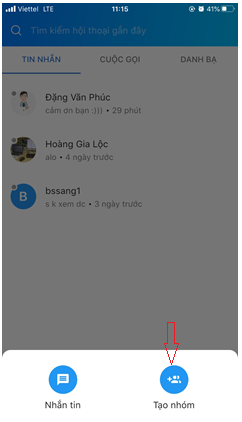 Viettel LTE 11:15 40%
Tìm kiếm hội thoại gần đây
TIN NHẮN CUỘC GỌI DANH BẠ
Đặng Văn Phúc
cảm ơn bạn :))) • 29 phút
Hoàng Gia Lộc
alo • 4 ngày trước
B bssang1
s k xem dc • 3 ngày trước
Nhắn tin Tạo nhóm